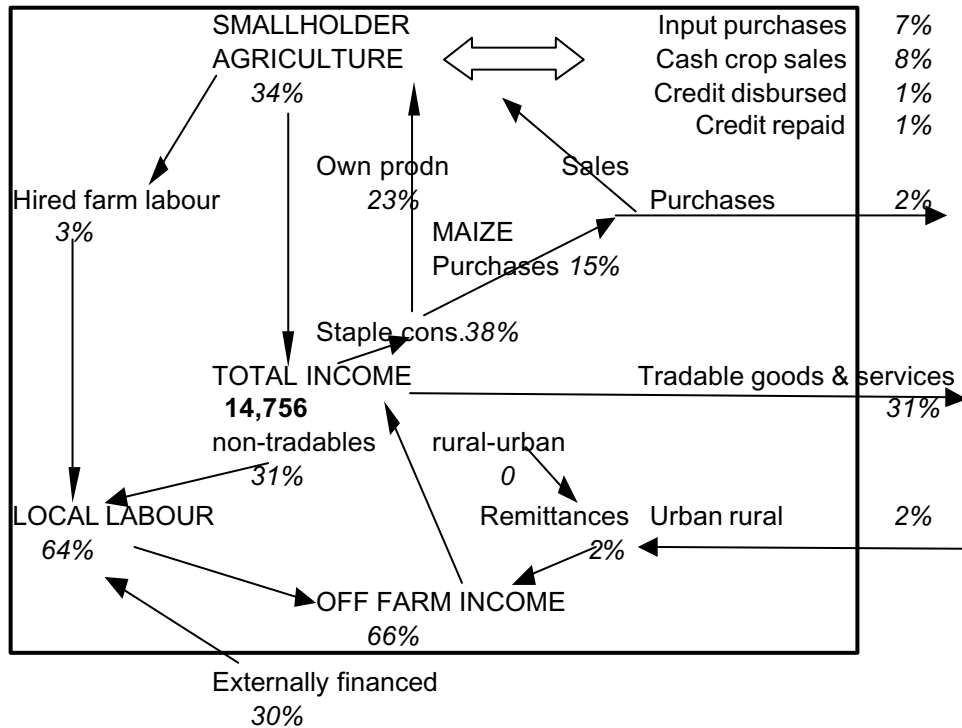 SMALLHOLDER Input purchases 7%
AGRICULTURE Cash crop sales 8%
34% Credit disbursed 1%
Credit repaid 1%
Own prodn Sales
Hired farm labour 23% Purchases 2%
3%
MAIZE
Purchases 15%
Staple cons.38%
TOTAL INCOME Tradable goods & services
14,756 31%
non-tradables rural-urban
31% 0
LOCAL LABOUR Remittances Urban rural 2%
64% 2%
OFF FARM INCOME
66%
Externally financed
30%